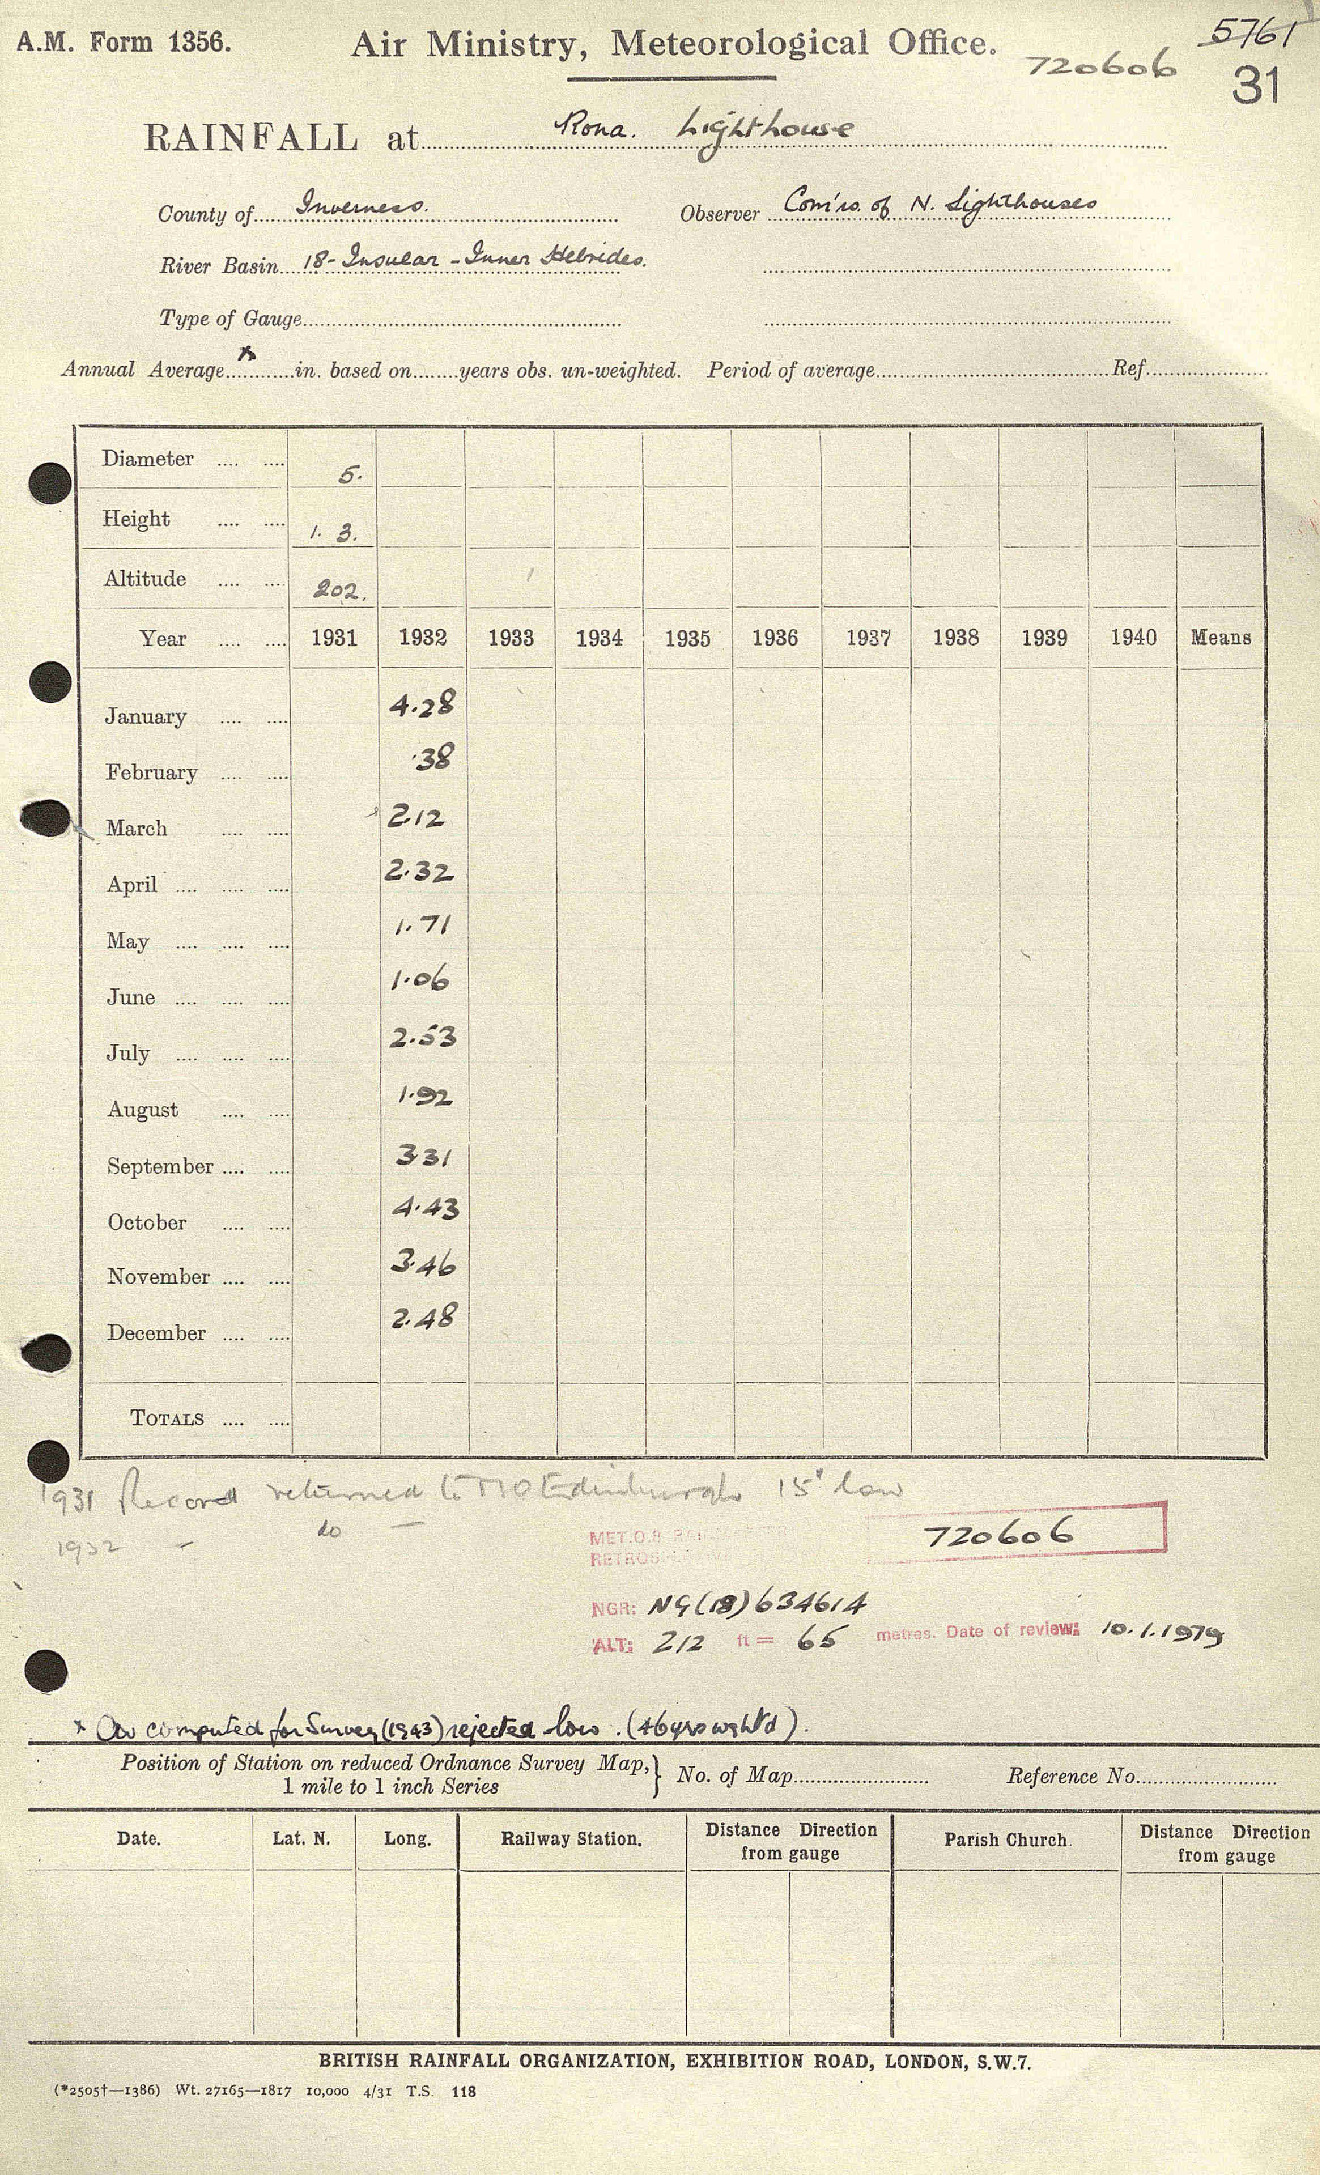 A.M. Form 1356.
Air Ministry, Meteorological Office.
5761
720606
31
RAINFALL at Rona. Lighthouse
County of Inverness. Observer Com'rs. of N. Lighthouses
River Basin 18 - Insular - Inner Hebrides.
Type of Gauge
Annual Average x in. based on years obs. un-weighted. Period of average Ref.
Diameter 5.
Height 1. 3.
Altitude 202.
Year 1931 1932 1933 1934 1935 1936 1937 1938 1939 1940 Means
January 4.28
February .38
March 2.12
April 2.32
May 1.71
June 1.06
July 2.53
August 1.92
September 3.31
October 4.43
November 3.46
December 2.48
TOTALS
1931 Record returned to MO Edinburgh 15" low
1932 - do -
MET.O.8
720606
NGR: NG(18)634614
ALT: 212 ft = 65 metres. Date of review: 10.1.1979
x Av computed for Survey (1943) rejected low. (46yrs wght'd).
Position of Station on reduced Ordnance Survey Map,} No. of Map Reference No.
1 mile to 1 inch Series
Date. Lat. N. Long. Railway Station. Distance Direction from gauge Parish Church. Distance Direction from gauge
BRITISH RAINFALL ORGANIZATION, EXHIBITION ROAD, LONDON, S.W.7.
(*2505†—1386) Wt. 27165—1817 10,000 4/31 T.S. 118